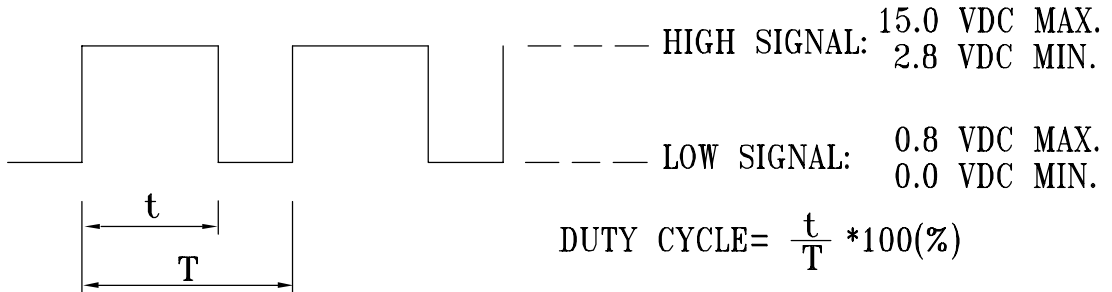 15.0 VDC MAX.
HIGH SIGNAL:
2.8 VDC MIN.
0.8 VDC MAX.
LOW SIGNAL:
0.0 VDC MIN.
t
T
DUTY CYCLE= t/T *100(%)